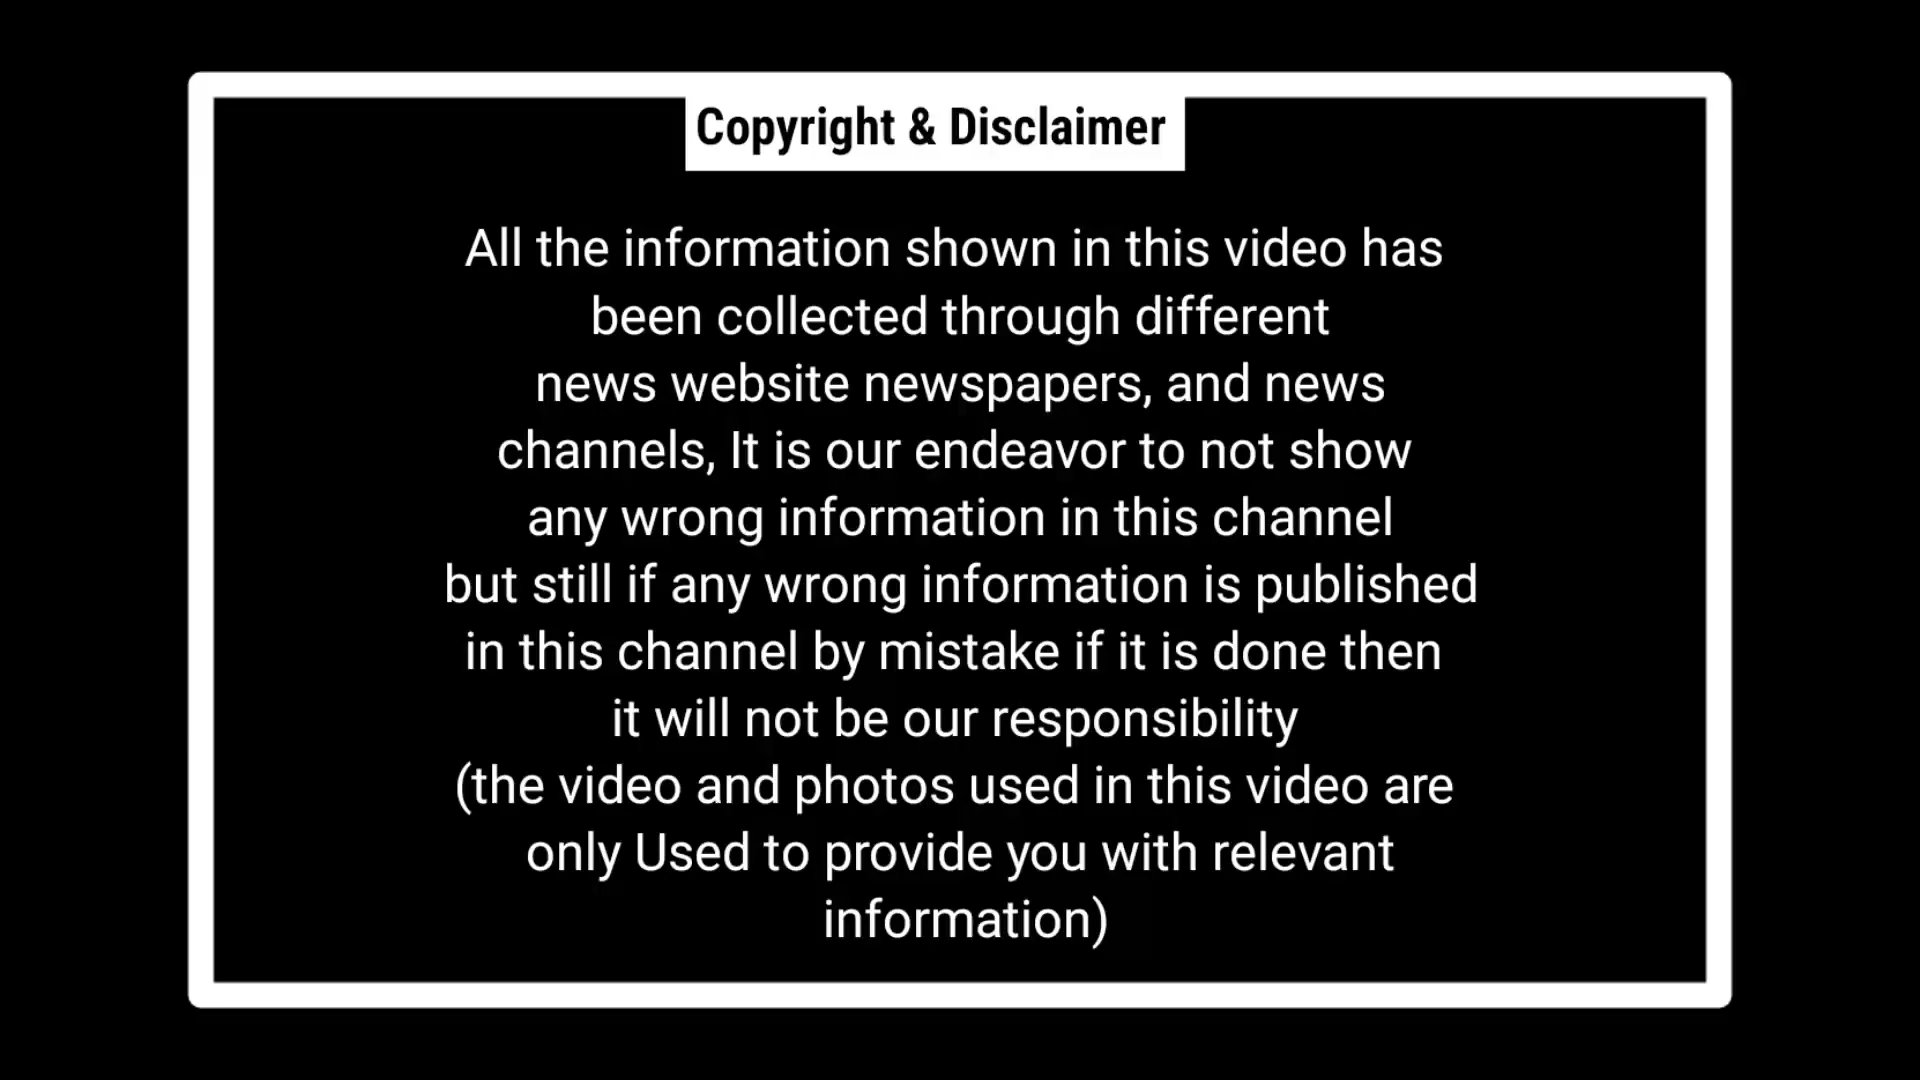 Copyright & Disclaimer
All the information shown in this video has
been collected through different
news website newspapers, and news
channels, It is our endeavor to not show
any wrong information in this channel
but still if any wrong information is published
in this channel by mistake if it is done then
it will not be our responsibility
(the video and photos used in this video are
only Used to provide you with relevant
information)